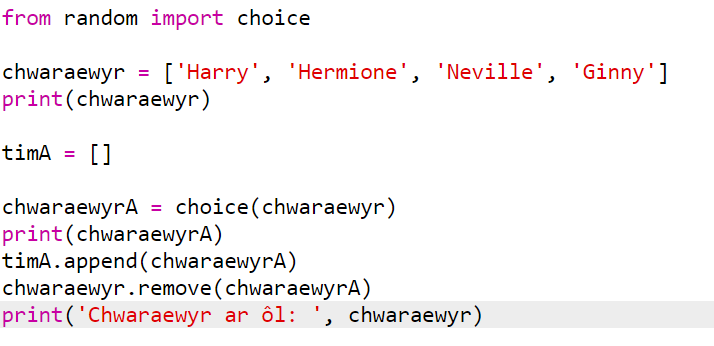 from random import choice
chwaraewyr = ['Harry', 'Hermione', 'Neville', 'Ginny']
print(chwaraewyr)
timA = []
chwaraewyrA = choice(chwaraewyr)
print(chwaraewyrA)
timA.append(chwaraewyrA)
chwaraewyr.remove(chwaraewyrA)
print('Chwaraewyr ar ôl: ', chwaraewyr)